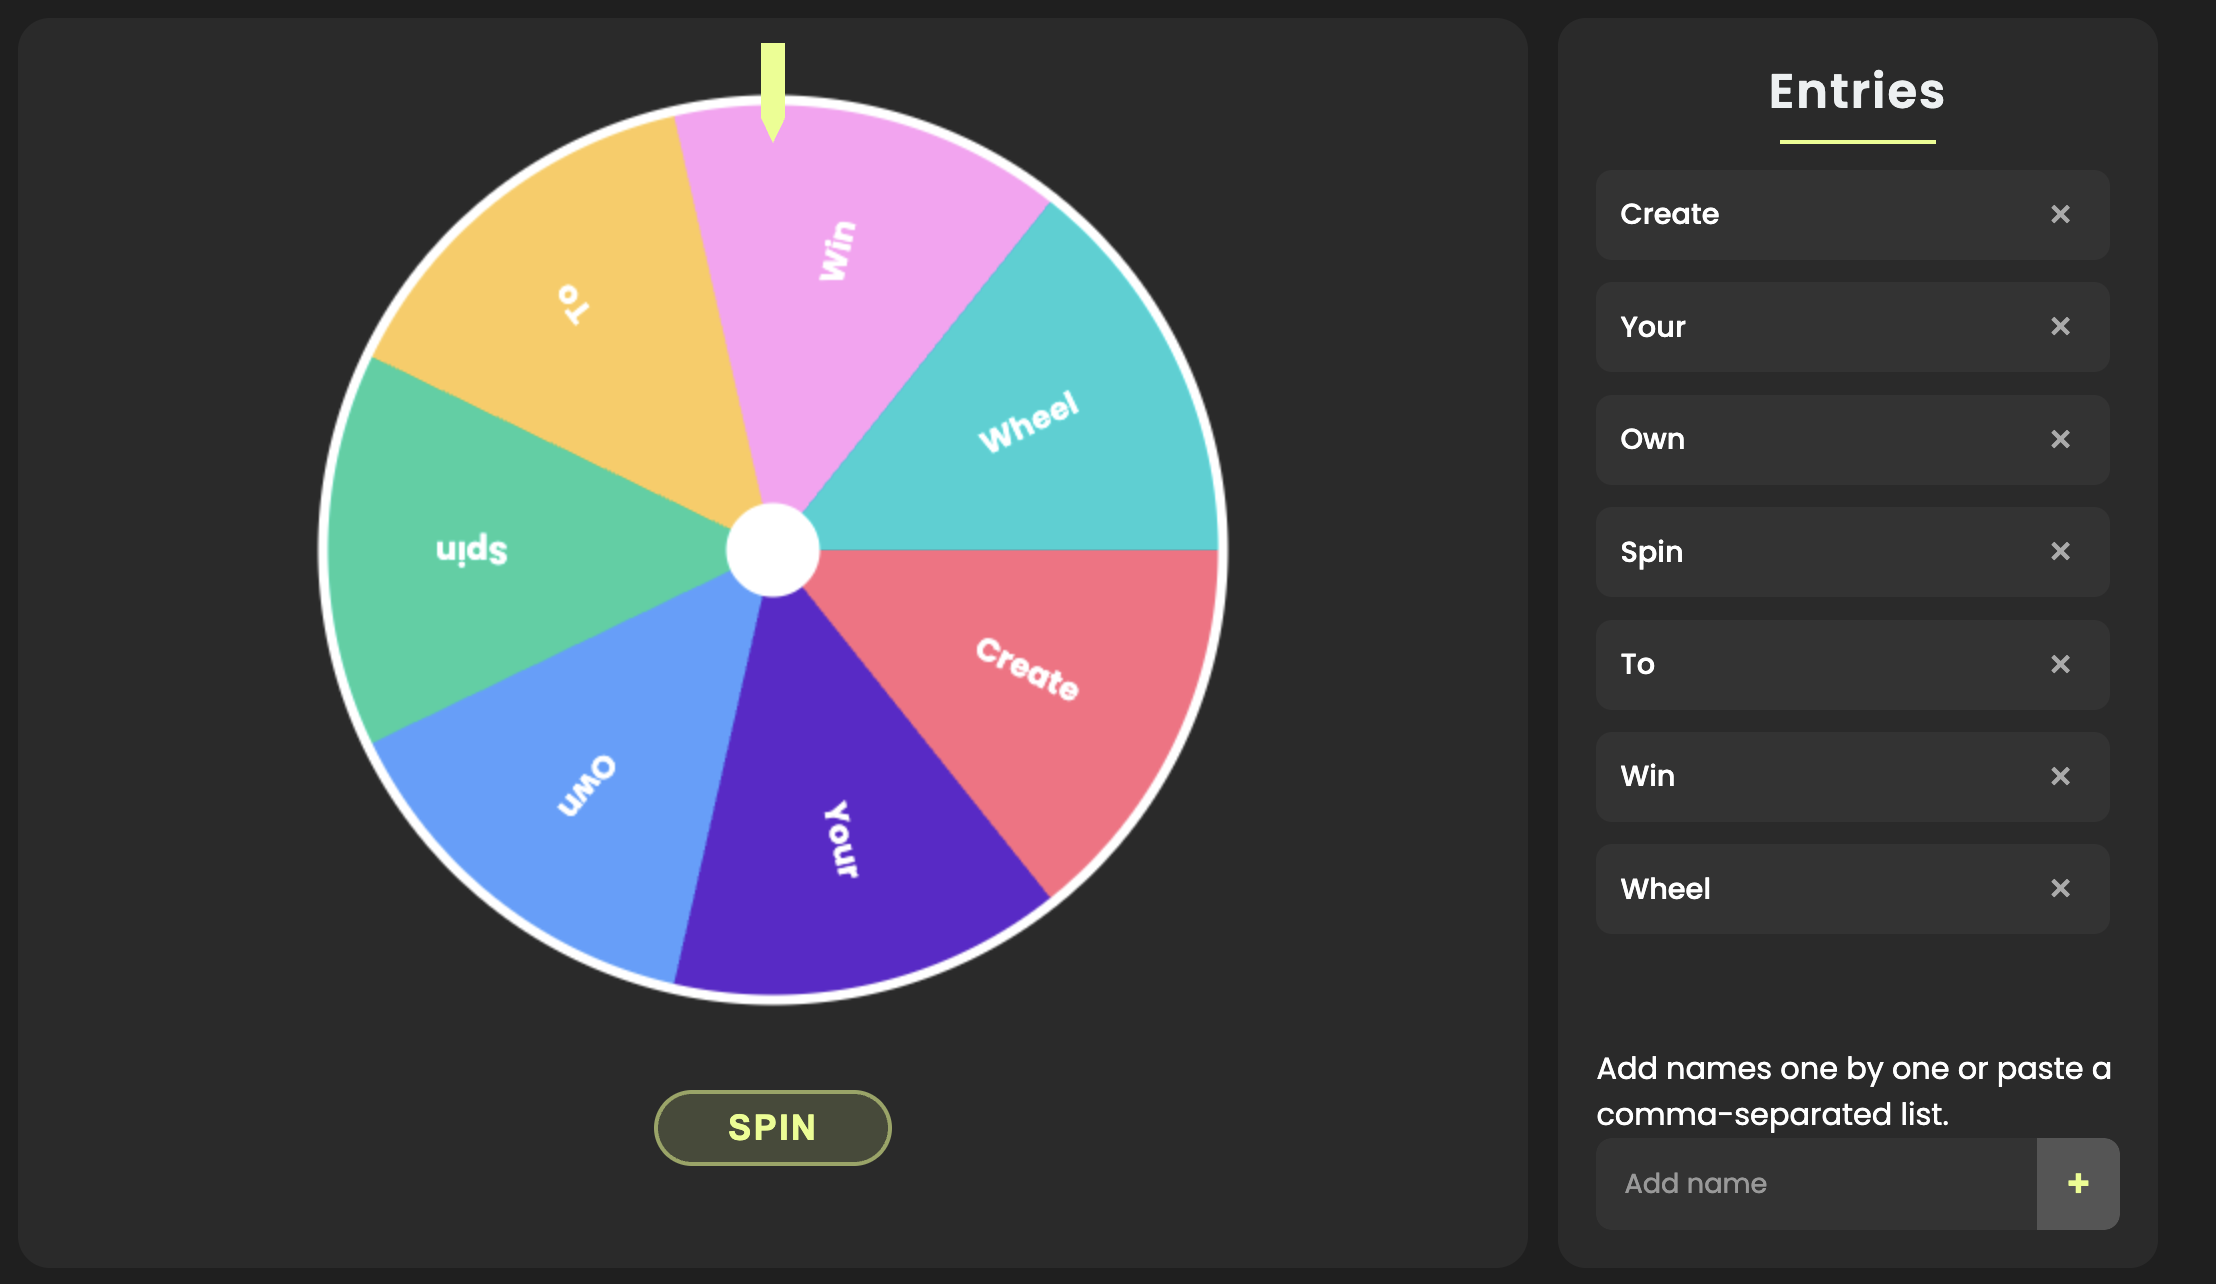 Win
Wheel
To
Spin
Create
Own
Your
SPIN
Entries
Create
Your
Own
Spin
To
Win
Wheel
Add names one by one or paste a
comma-separated list.
Add name
+